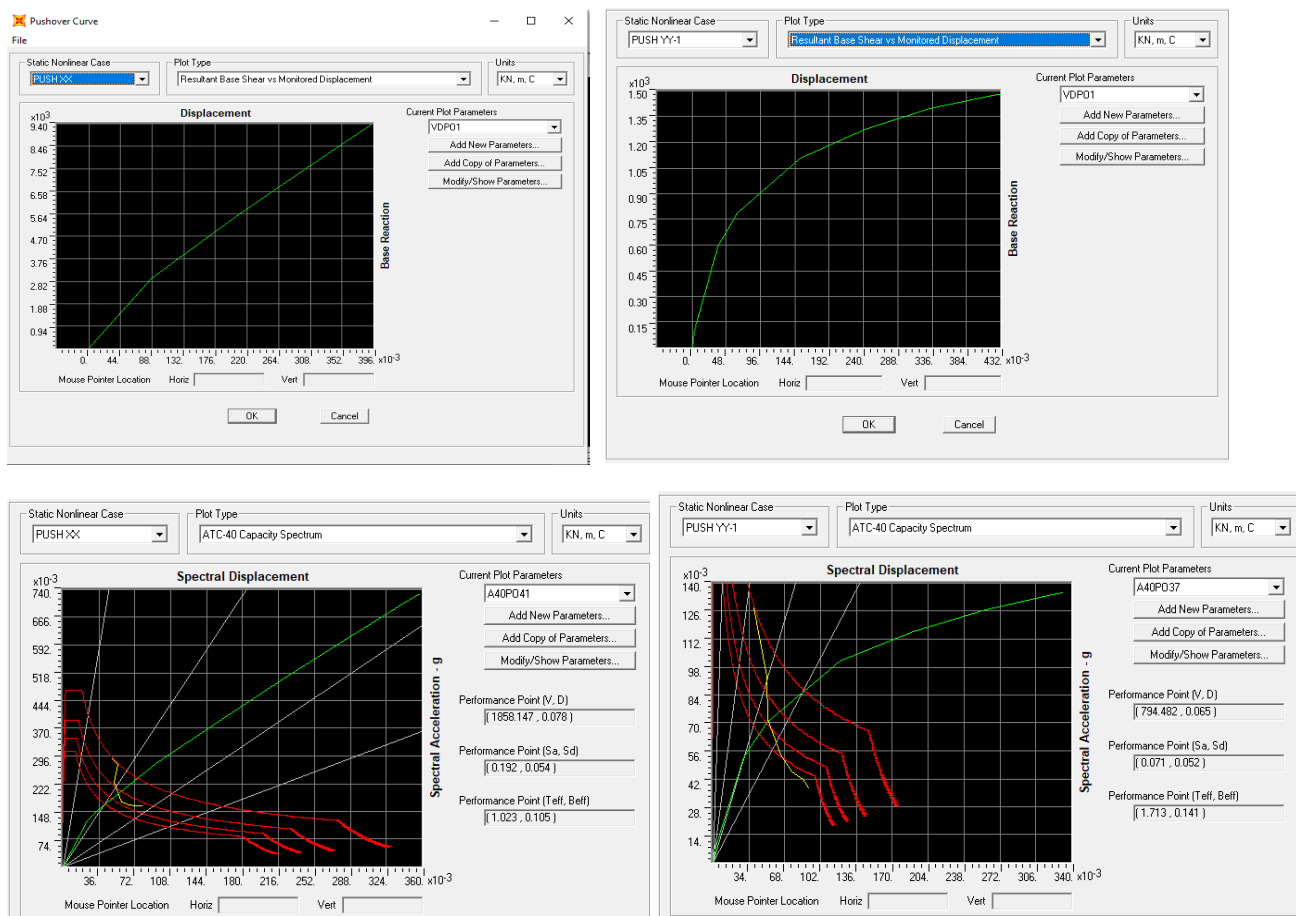 Pushover Curve
File
Static Nonlinear Case
PUSH XX
Plot Type
Resultant Base Shear vs Monitored Displacement
Units
KN, m, C
Displacement
x10^3
9.40
8.46
7.52
6.58
5.64
4.70
3.76
2.82
1.88
0.94
0. 44. 88. 132. 176. 220. 264. 308. 352. 396. x10^-3
Base Reaction
Current Plot Parameters
VDPO1
Add New Parameters...
Add Copy of Parameters...
Modify/Show Parameters...
Mouse Pointer Location Horiz Vert
OK Cancel
Static Nonlinear Case
PUSH YY-1
Plot Type
Resultant Base Shear vs Monitored Displacement
Units
KN, m, C
Displacement
x10^3
1.50
1.35
1.20
1.05
0.90
0.75
0.60
0.45
0.30
0.15
0. 48. 96. 144. 192. 240. 288. 336. 384. 432. x10^-3
Base Reaction
Current Plot Parameters
VDPO1
Add New Parameters...
Add Copy of Parameters...
Modify/Show Parameters...
Mouse Pointer Location Horiz Vert
OK Cancel
Static Nonlinear Case
PUSH XX
Plot Type
ATC-40 Capacity Spectrum
Units
KN, m, C
Spectral Displacement
x10^-3
740.
666.
592.
518.
444.
370.
296.
222.
148.
74.
36. 72. 108. 144. 180. 216. 252. 288. 324. 360. x10^-3
Spectral Acceleration - g
Current Plot Parameters
A40PO41
Add New Parameters...
Add Copy of Parameters...
Modify/Show Parameters...
Performance Point (V, D)
( 1858.147 , 0.078 )
Performance Point (Sa, Sd)
( 0.192 , 0.054 )
Performance Point (Teff, Beff)
( 1.023 , 0.105 )
Mouse Pointer Location Horiz Vert
Static Nonlinear Case
PUSH YY-1
Plot Type
ATC-40 Capacity Spectrum
Units
KN, m, C
Spectral Displacement
x10^-3
140.
126.
112.
98.
84.
70.
56.
42.
28.
14.
34. 68. 102. 136. 170. 204. 238. 272. 306. 340. x10^-3
Spectral Acceleration - g
Current Plot Parameters
A40PO37
Add New Parameters...
Add Copy of Parameters...
Modify/Show Parameters...
Performance Point (V, D)
( 794.482 , 0.065 )
Performance Point (Sa, Sd)
( 0.071 , 0.052 )
Performance Point (Teff, Beff)
( 1.713 , 0.141 )
Mouse Pointer Location Horiz Vert